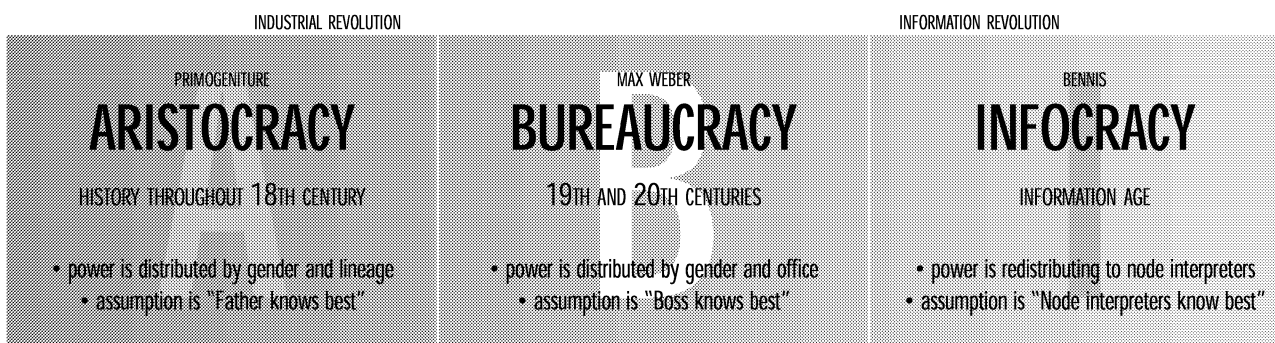 INDUSTRIAL REVOLUTION
INFORMATION REVOLUTION
PRIMOGENITURE
ARISTOCRACY
HISTORY THROUGHOUT 18TH CENTURY
• power is distributed by gender and lineage
• assumption is "Father knows best"
MAX WEBER
BUREAUCRACY
19TH AND 20TH CENTURIES
• power is distributed by gender and office
• assumption is "Boss knows best"
BENNIS
INFOCRACY
INFORMATION AGE
• power is redistributing to node interpreters
• assumption is "Node interpreters know best"
A
B
I